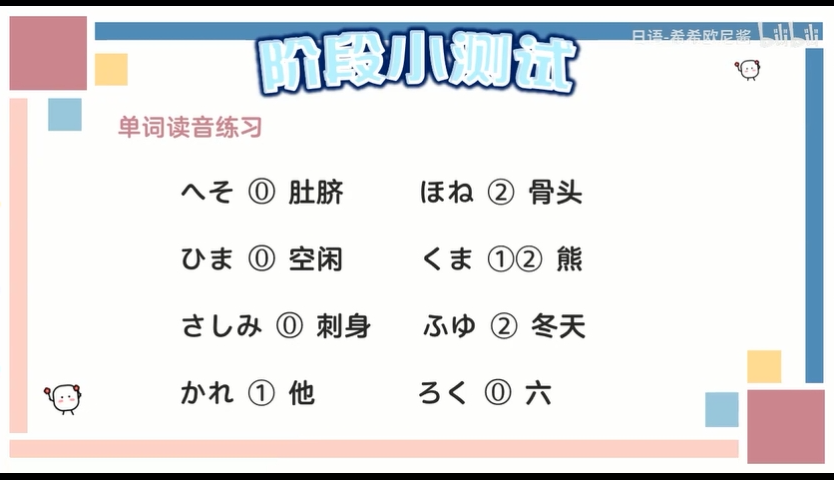 日语-希希欧尼酱 bilibili
阶段小测试
单词读音练习
へそ ⓪ 肚脐 ほね ② 骨头
ひま ⓪ 空闲 くま ①② 熊
さしみ ⓪ 刺身 ふゆ ② 冬天
かれ ① 他 ろく ⓪ 六